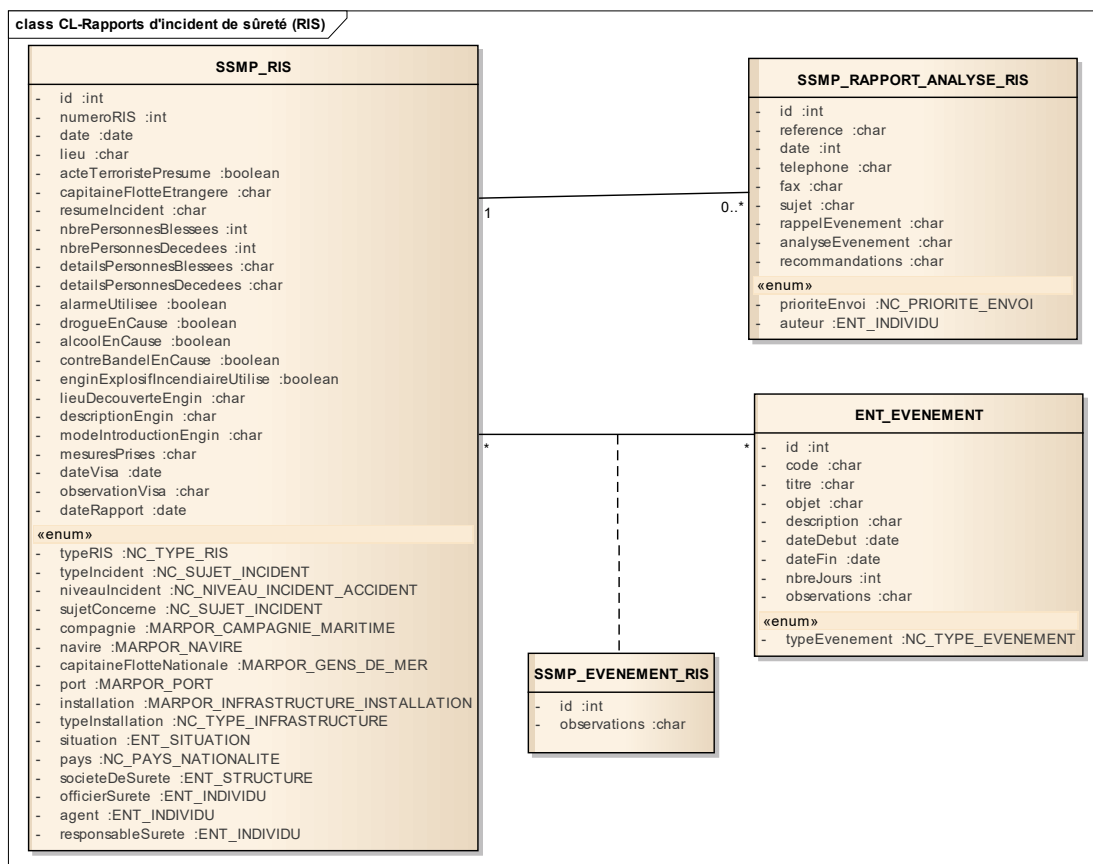 class CL-Rapports d'incident de sûreté (RIS)
SSMP_RIS
- id :int
- numeroRIS :int
- date :date
- lieu :char
- acteTerroristePresume :boolean
- capitaineFlotteEtrangere :char
- resumeIncident :char
- nbrePersonnesBlessees :int
- nbrePersonnesDecedees :int
- detailsPersonnesBlessees :char
- detailsPersonnesDecedees :char
- alarmeUtilisee :boolean
- drogueEnCause :boolean
- alcoolEnCause :boolean
- contreBandelEnCause :boolean
- enginExplosifIncendiaireUtilise :boolean
- lieuDecouverteEngin :char
- descriptionEngin :char
- modeIntroductionEngin :char
- mesuresPrises :char
- dateVisa :date
- observationVisa :char
- dateRapport :date
«enum»
- typeRIS :NC_TYPE_RIS
- typeIncident :NC_SUJET_INCIDENT
- niveauIncident :NC_NIVEAU_INCIDENT_ACCIDENT
- sujetConcerne :NC_SUJET_INCIDENT
- compagnie :MARPOR_CAMPAGNIE_MARITIME
- navire :MARPOR_NAVIRE
- capitaineFlotteNationale :MARPOR_GENS_DE_MER
- port :MARPOR_PORT
- installation :MARPOR_INFRASTRUCTURE_INSTALLATION
- typeInstallation :NC_TYPE_INFRASTRUCTURE
- situation :ENT_SITUATION
- pays :NC_PAYS_NATIONALITE
- societeDeSurete :ENT_STRUCTURE
- officierSurete :ENT_INDIVIDU
- agent :ENT_INDIVIDU
- responsableSurete :ENT_INDIVIDU
1
0..*
SSMP_RAPPORT_ANALYSE_RIS
- id :int
- reference :char
- date :int
- telephone :char
- fax :char
- sujet :char
- rappelEvenement :char
- analyseEvenement :char
- recommandations :char
«enum»
- prioriteEnvoi :NC_PRIORITE_ENVOI
- auteur :ENT_INDIVIDU
*
*
ENT_EVENEMENT
- id :int
- code :char
- titre :char
- objet :char
- description :char
- dateDebut :date
- dateFin :date
- nbreJours :int
- observations :char
«enum»
- typeEvenement :NC_TYPE_EVENEMENT
SSMP_EVENEMENT_RIS
- id :int
- observations :char